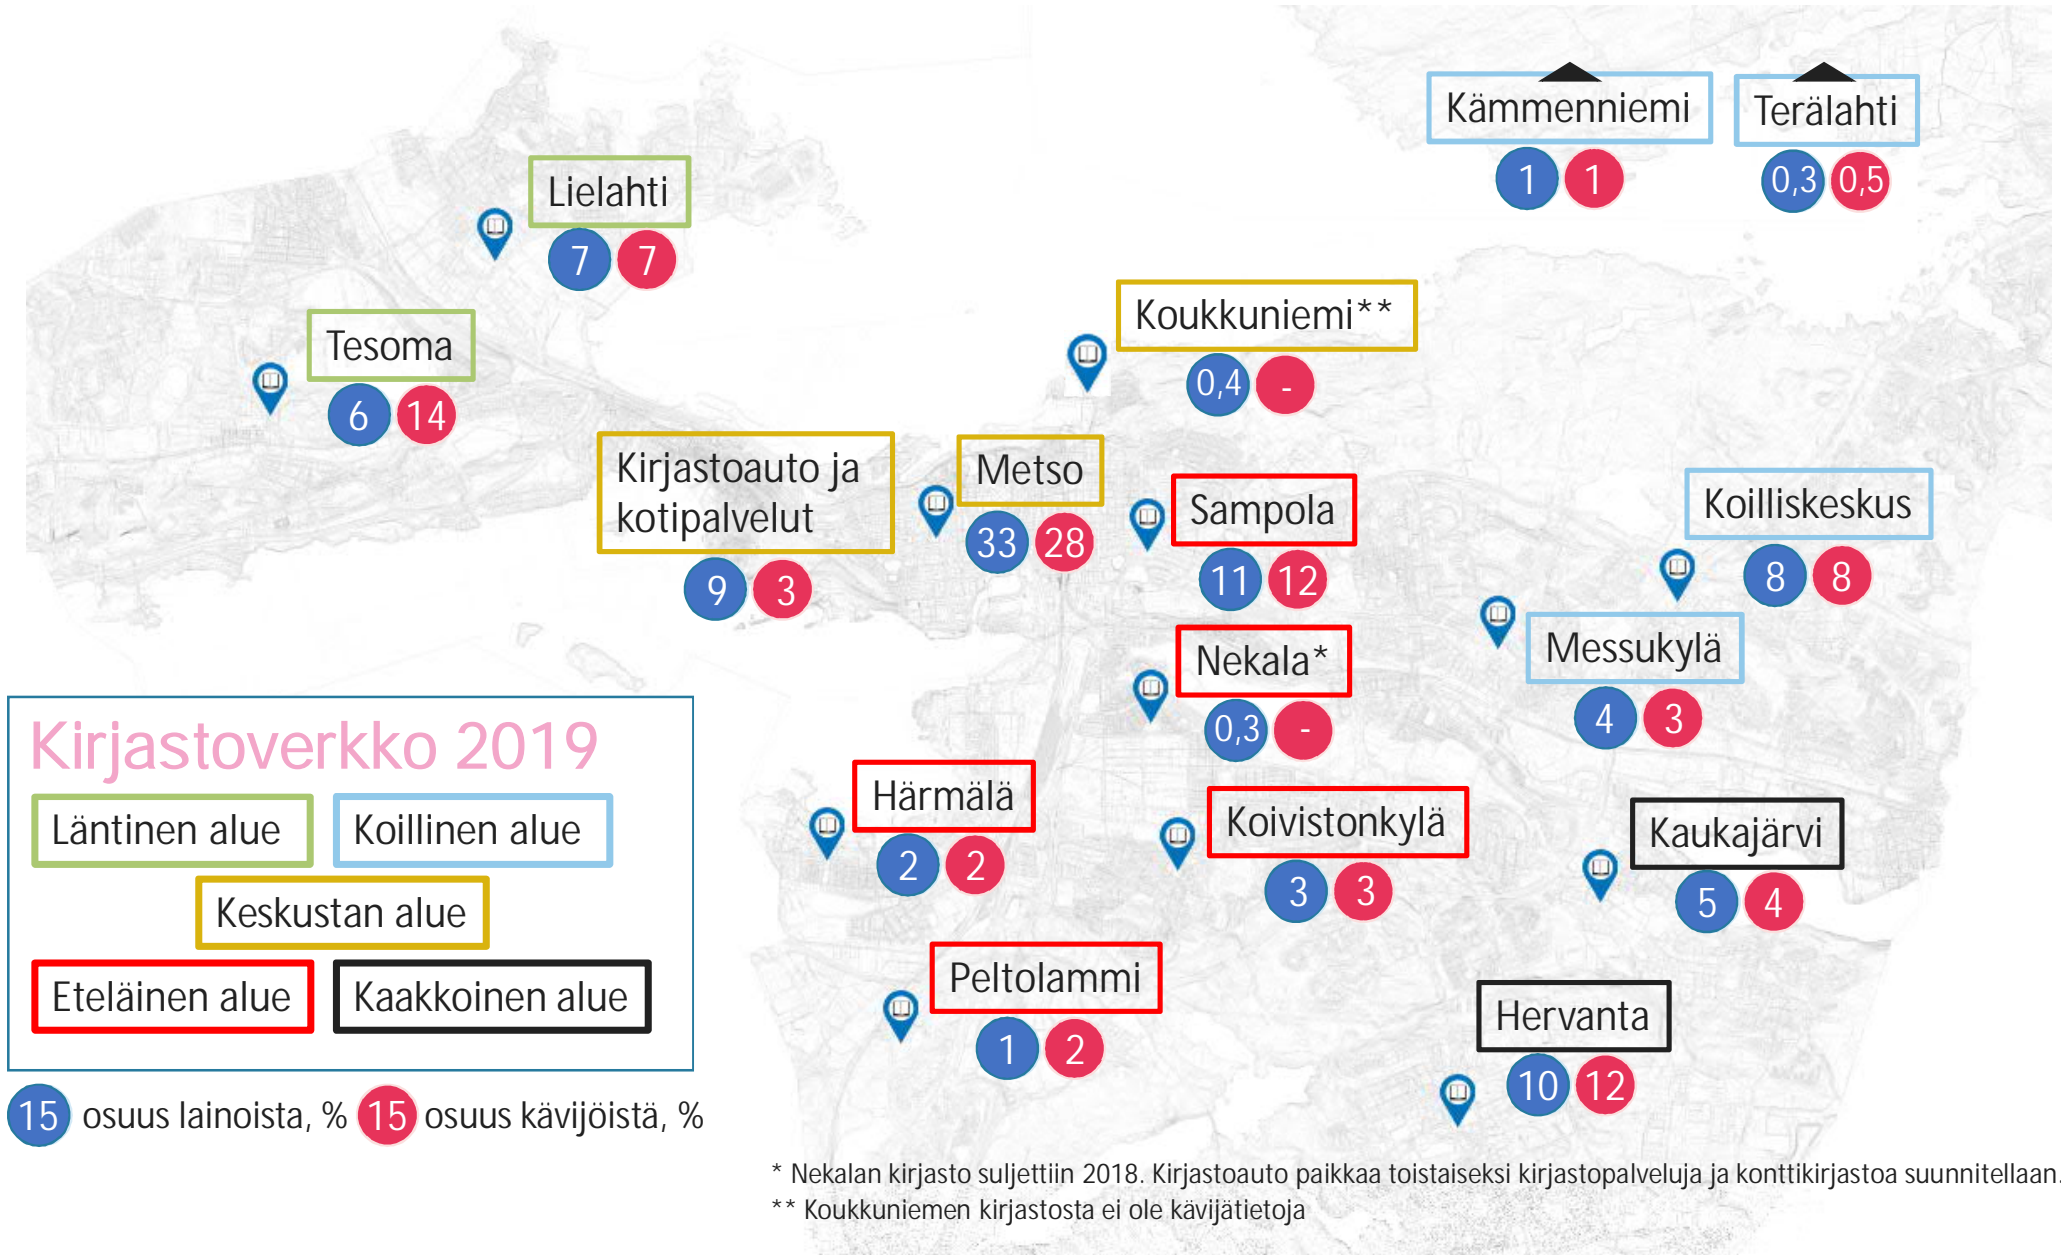 Kämmenniemi
1 1
Terälahti
0,3 0,5
Lielahti
7 7
Koukkuniemi**
0,4 -
Tesoma
6 14
Kirjastoauto ja
kotipalvelut
9 3
Metso
33 28
Sampola
11 12
Koilliskeskus
8 8
Nekala*
0,3 -
Messukylä
4 3
Härmälä
2 2
Koivistonkylä
3 3
Kaukajärvi
5 4
Peltolammi
1 2
Hervanta
10 12
Kirjastoverkko 2019
Läntinen alue
Koillinen alue
Keskustan alue
Eteläinen alue
Kaakkoinen alue
15 osuus lainoista, % 15 osuus kävijöistä, %
* Nekalan kirjasto suljettiin 2018. Kirjastoauto paikkaa toistaiseksi kirjastopalveluja ja konttikirjastoa suunnitellaan.
** Koukkuniemen kirjastosta ei ole kävijätietoja